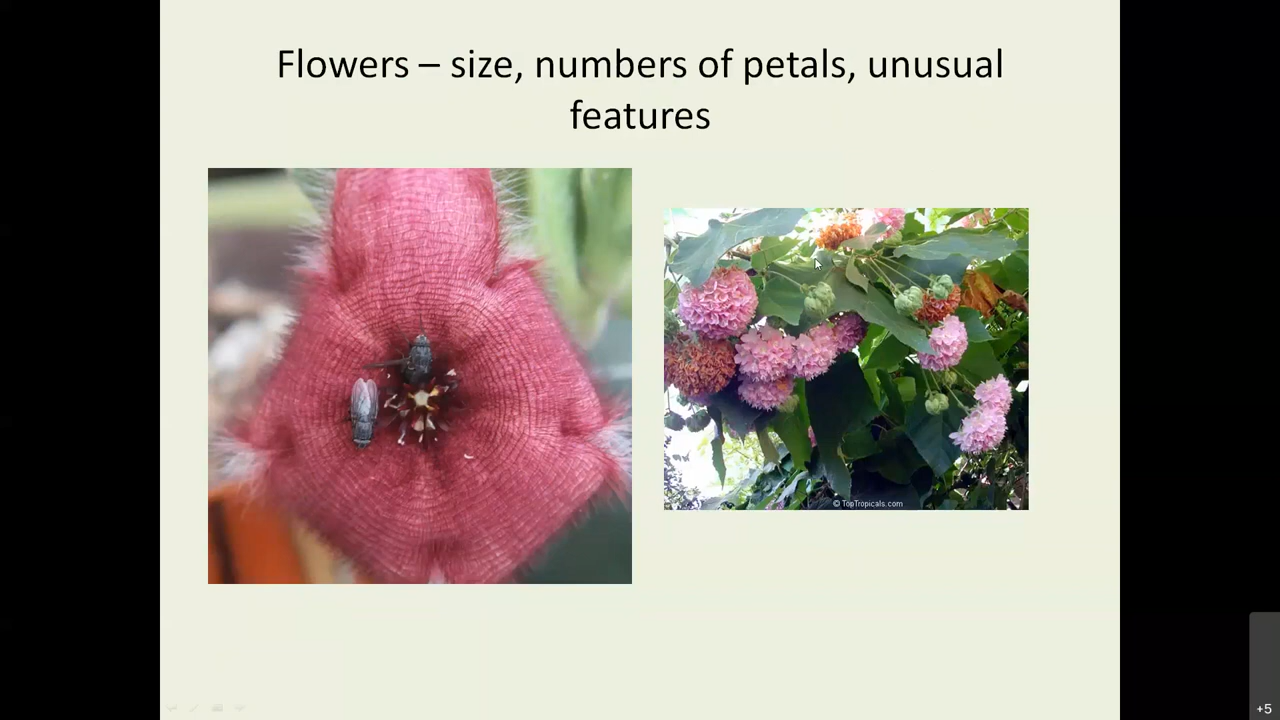 Flowers – size, numbers of petals, unusual
features
© TopTropicals.com
+5